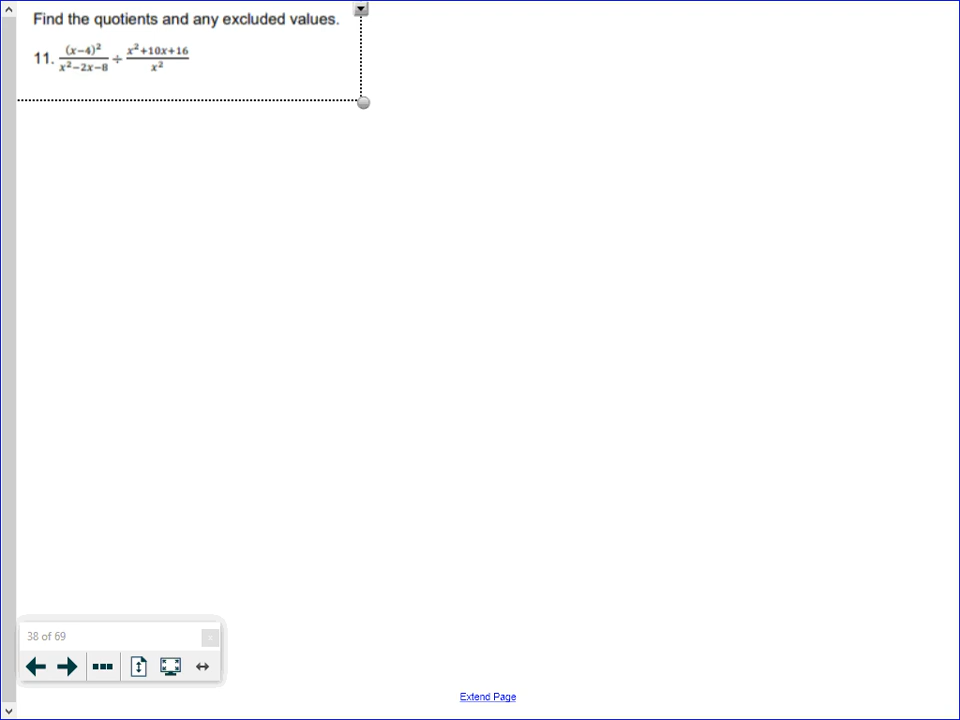 Find the quotients and any excluded values.
11. (x−4)²/(x²−2x−8) ÷ (x²+10x+16)/x²
38 of 69
Extend Page